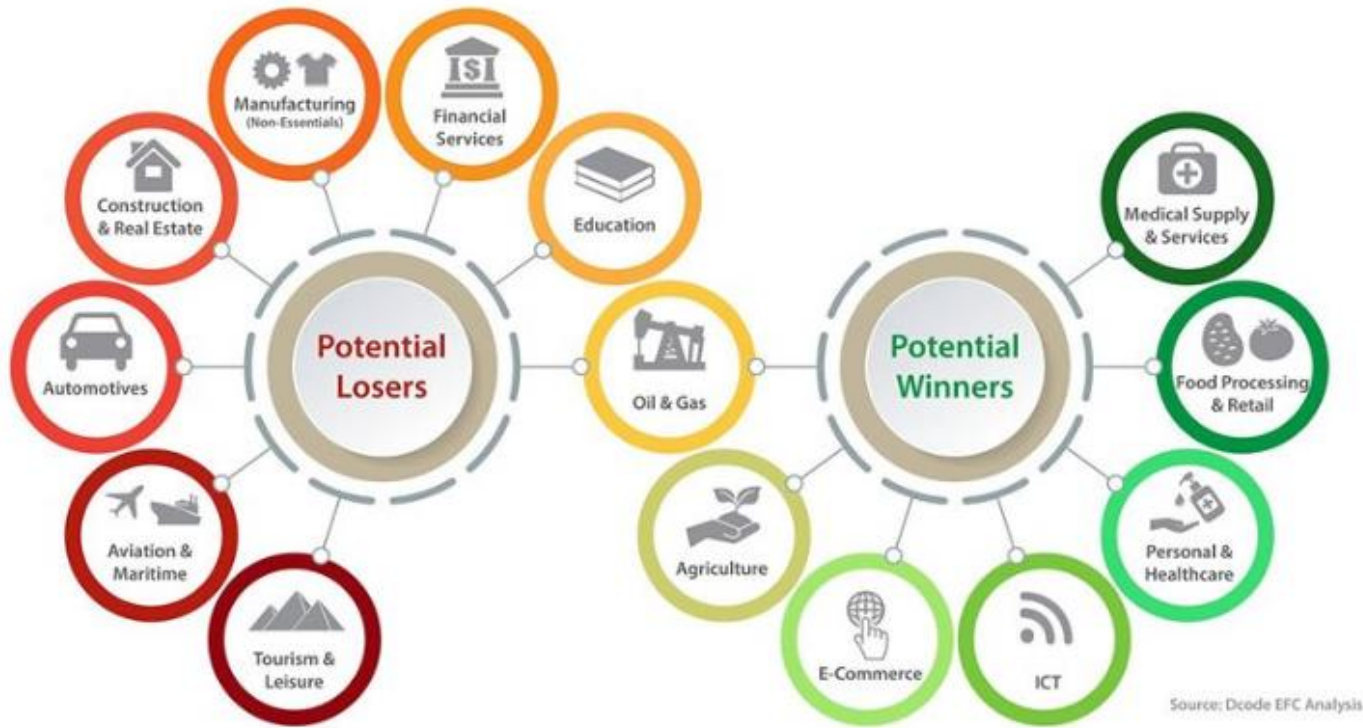 Manufacturing
(Non-Essentials)
Financial
Services
Construction
& Real Estate
Education
Automotives
Potential
Losers
Oil & Gas
Aviation &
Maritime
Tourism &
Leisure
Potential
Winners
Medical Supply
& Services
Food Processing
& Retail
Agriculture
Personal &
Healthcare
E-Commerce
ICT
Source: Dcode EFC Analysis